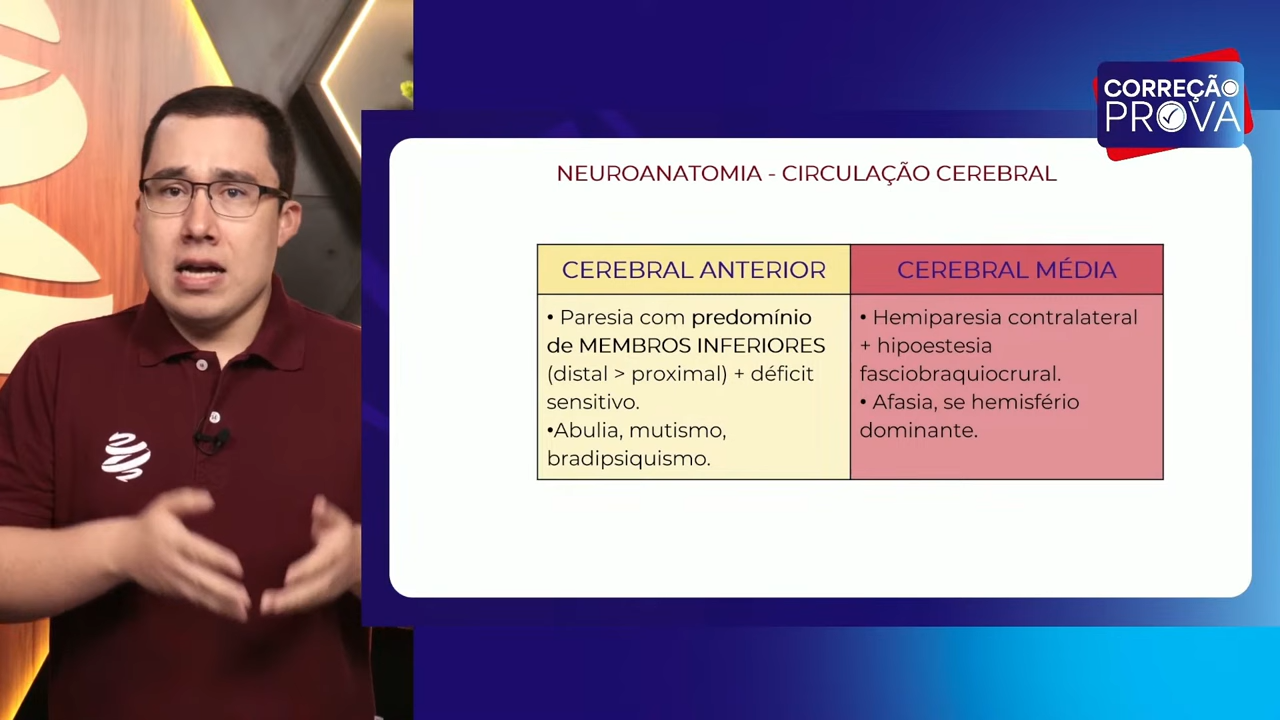 CORREÇÃO
PROVA
NEUROANATOMIA - CIRCULAÇÃO CEREBRAL
CEREBRAL ANTERIOR
• Paresia com predomínio
de MEMBROS INFERIORES
(distal > proximal) + déficit
sensitivo.
•Abulia, mutismo,
bradipsiquismo.
CEREBRAL MÉDIA
• Hemiparesia contralateral
+ hipoestesia
fasciobraquiocrural.
• Afasia, se hemisfério
dominante.